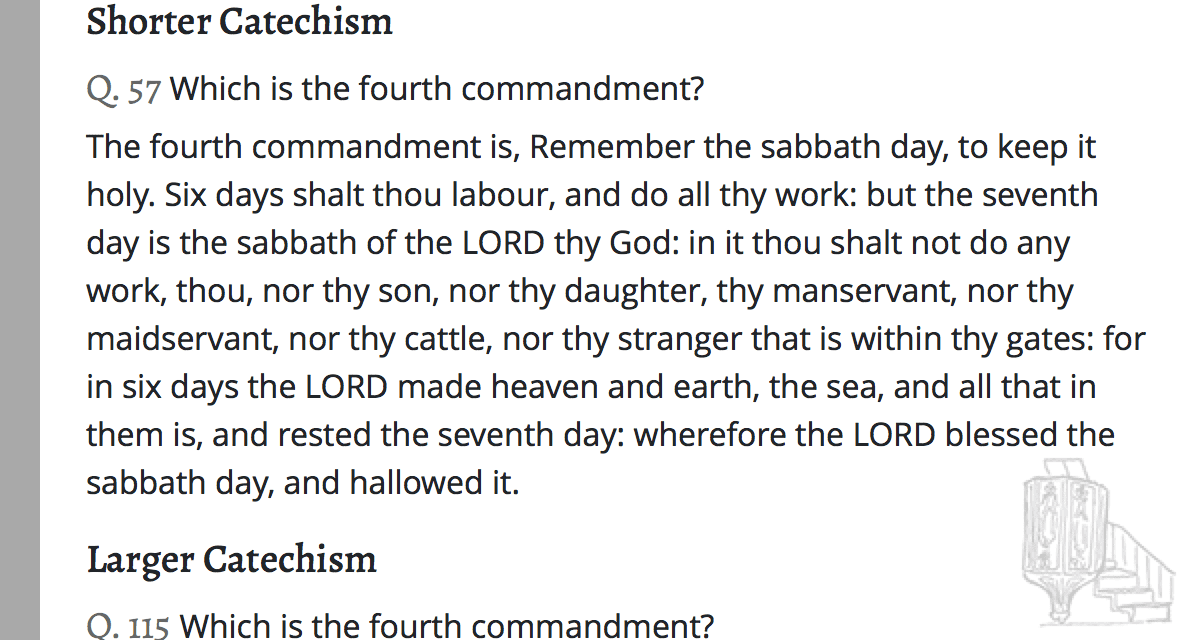 Shorter Catechism
Q. 57 Which is the fourth commandment?
The fourth commandment is, Remember the sabbath day, to keep it
holy. Six days shalt thou labour, and do all thy work: but the seventh
day is the sabbath of the LORD thy God: in it thou shalt not do any
work, thou, nor thy son, nor thy daughter, thy manservant, nor thy
maidservant, nor thy cattle, nor thy stranger that is within thy gates: for
in six days the LORD made heaven and earth, the sea, and all that in
them is, and rested the seventh day: wherefore the LORD blessed the
sabbath day, and hallowed it.
Larger Catechism
Q. 115 Which is the fourth commandment?